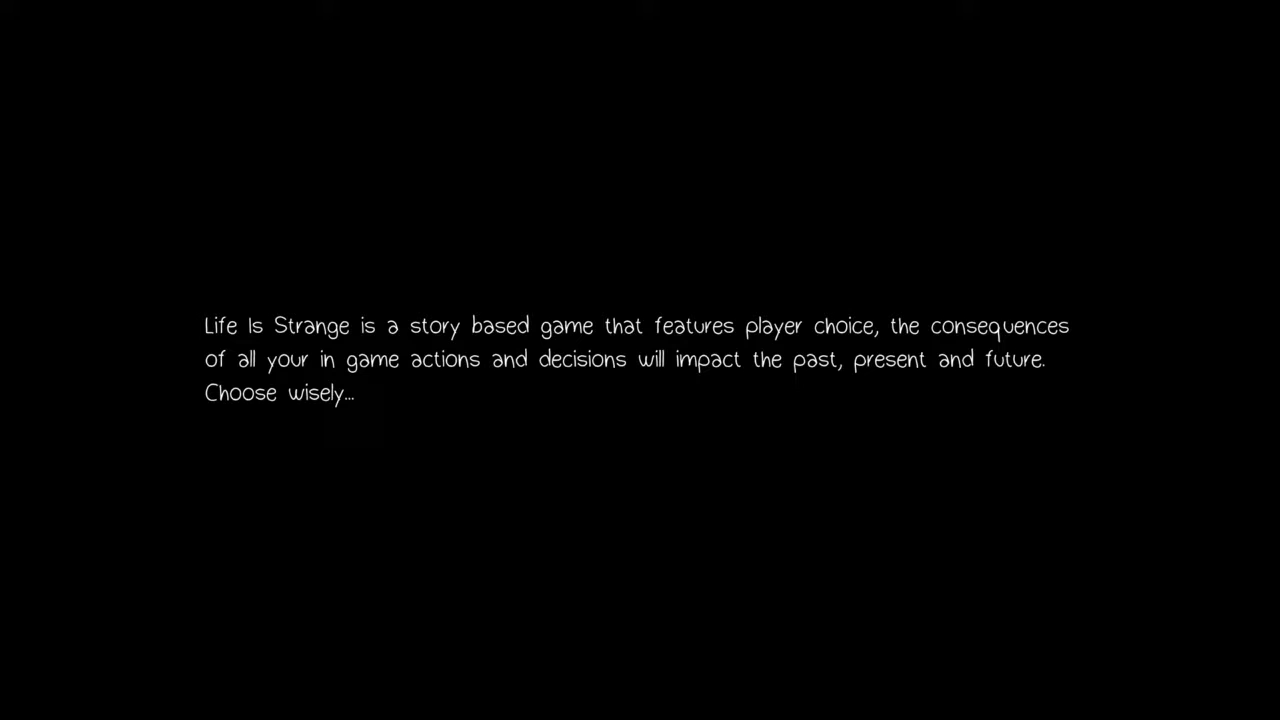 Life Is Strange is a story based game that features player choice, the consequences
of all your in game actions and decisions will impact the past, present and future.
Choose wisely...